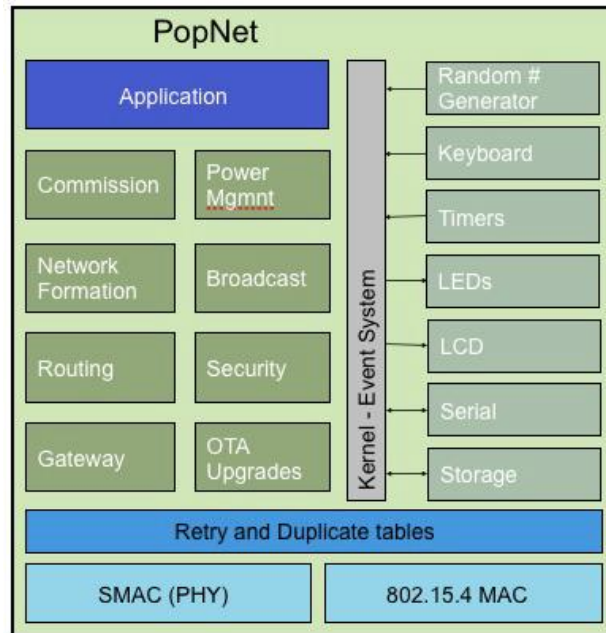 PopNet
Application
Commission
Power
Mgmnt
Network
Formation
Broadcast
Routing
Security
Gateway
OTA
Upgrades
Kernel - Event System
Random #
Generator
Keyboard
Timers
LEDs
LCD
Serial
Storage
Retry and Duplicate tables
SMAC (PHY)
802.15.4 MAC